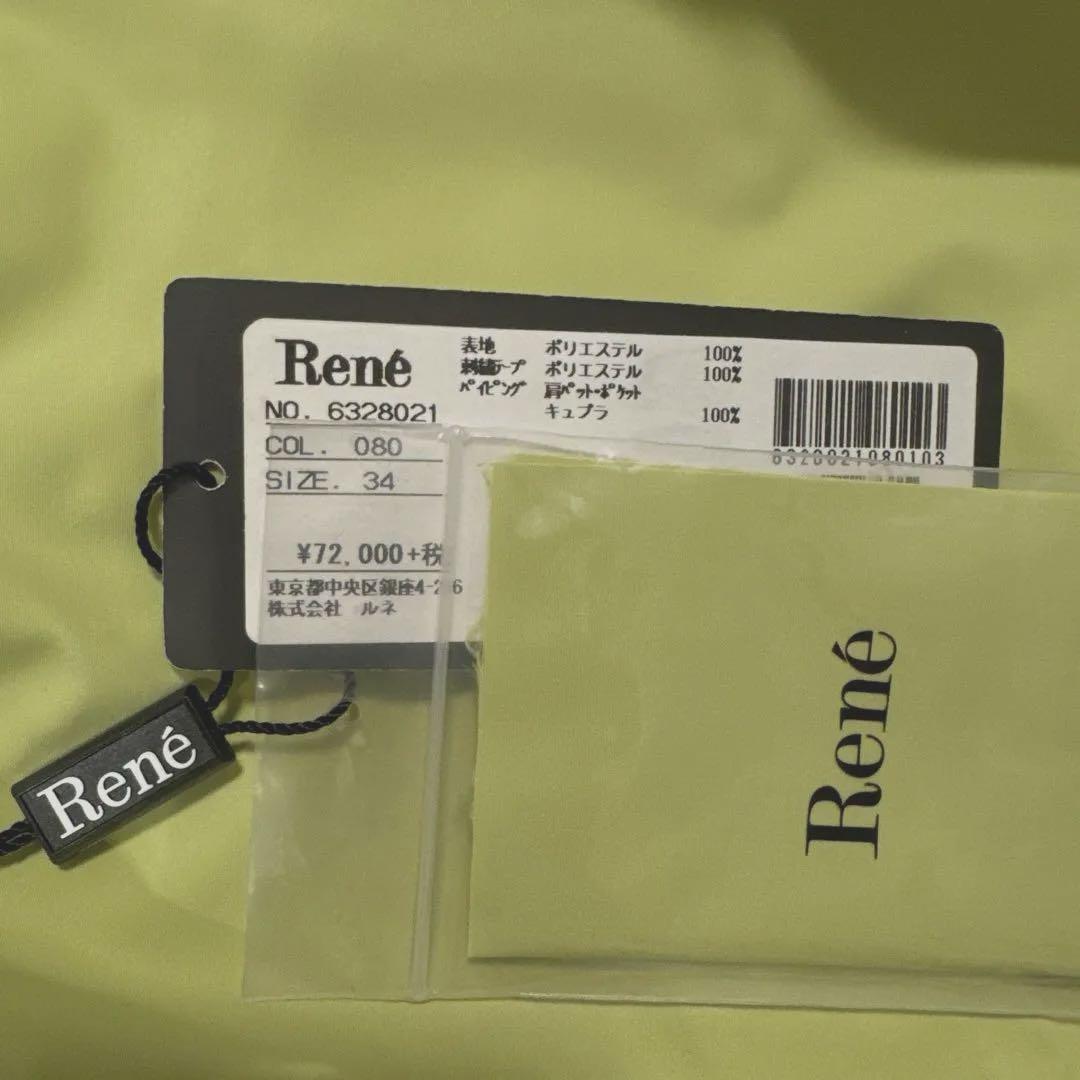 René
NO. 6328021
COL. 080
SIZE. 34
¥72,000+税
東京都中央区銀座4-2 6
株式会社 ルネ
表地 ポリエステル 100%
刺繍テープ ポリエステル 100%
パイピング 肩パット・ポケット
キュプラ 100%
6328021080103
René
René